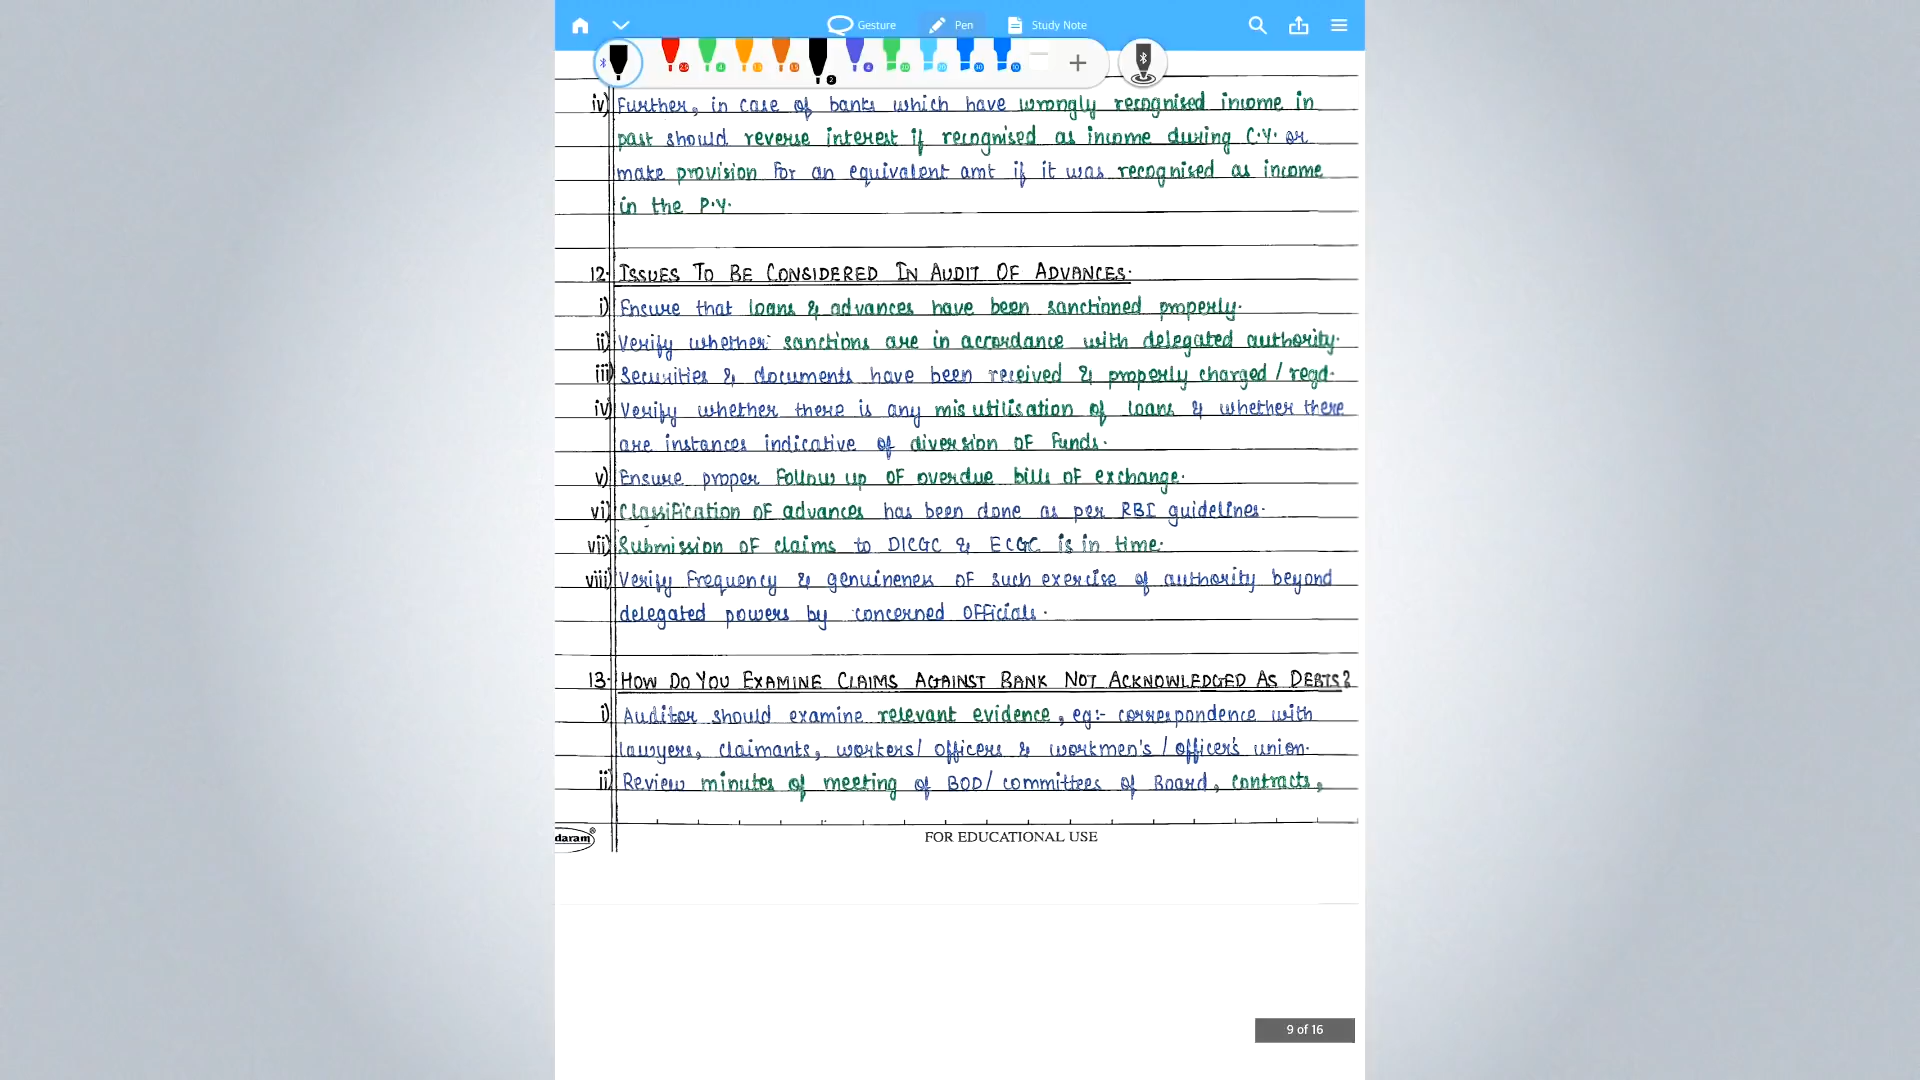 Gesture Pen Study Note
iv) Further, in case of banks which have wrongly recognised income in
past should reverse interest if recognised as income during C.Y. or
make provision for an equivalent amt if it was recognised as income
in the P.Y.
12. ISSUES TO BE CONSIDERED IN AUDIT OF ADVANCES.
i) Ensure that loans & advances have been sanctioned properly.
ii) Verify whether sanctions are in accordance with delegated authority.
iii) Securities & documents have been received & properly charged / regd.
iv) Verify whether there is any misutilisation of loans & whether there
are instances indicative of diversion of funds.
v) Ensure proper follow up of overdue bills of exchange.
vi) Classification of advances has been done as per RBI guidelines.
vii) Submission of claims to DICGC & ECGC is in time.
viii) Verify frequency & genuineness of such exercise of authority beyond
delegated powers by concerned officials.
13. HOW DO YOU EXAMINE CLAIMS AGAINST BANK NOT ACKNOWLEDGED AS DEBTS?
i) Auditor should examine relevant evidence, eg:- correspondence with
lawyers, claimants, workers/ officers & workmen's / officer's union.
ii) Review minutes of meeting of BOD/ committees of Board, contracts,
daram®
FOR EDUCATIONAL USE
9 of 16